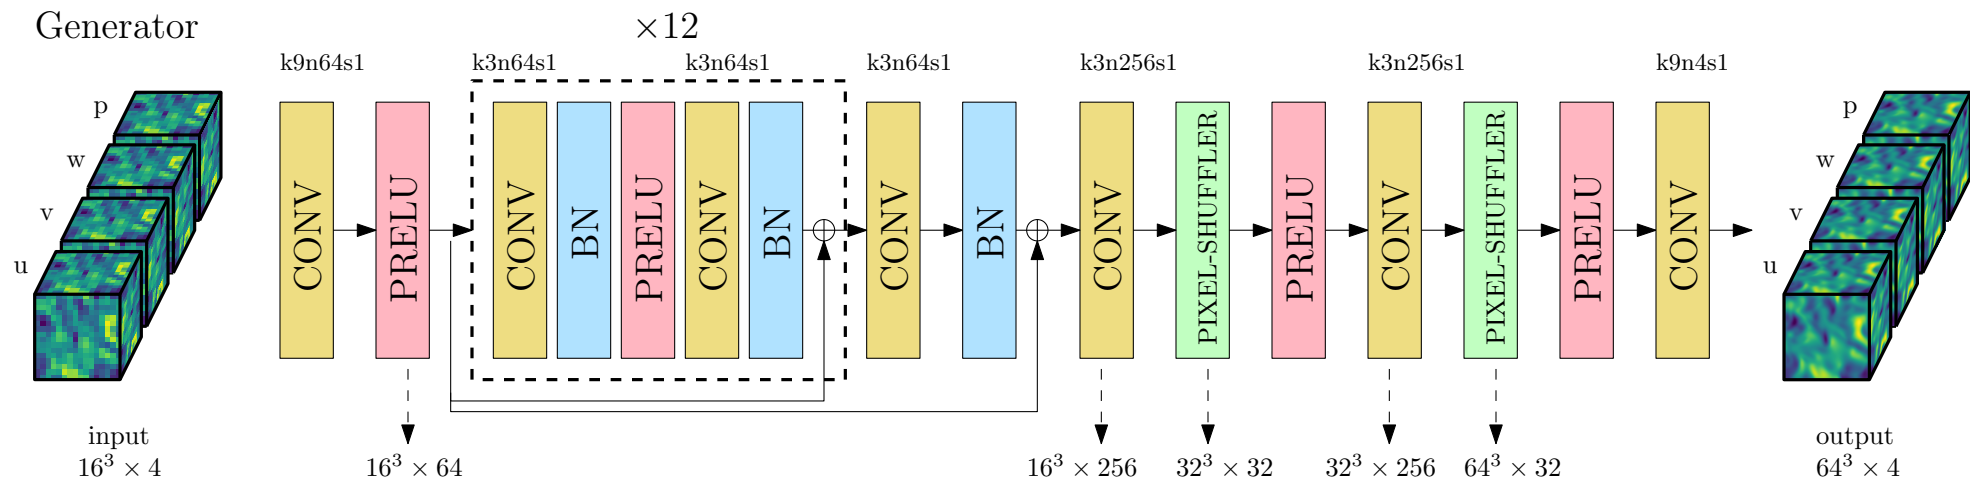 Generator
×12
k9n64s1
k3n64s1
k3n64s1
k3n64s1
k3n256s1
k3n256s1
k9n4s1
p
w
v
u
CONV
PRELU
CONV
BN
PRELU
CONV
BN
CONV
BN
CONV
PIXEL-SHUFFLER
PRELU
CONV
PIXEL-SHUFFLER
PRELU
CONV
p
w
v
u
input
16³ × 4
16³ × 64
16³ × 256
32³ × 32
32³ × 256
64³ × 32
output
64³ × 4